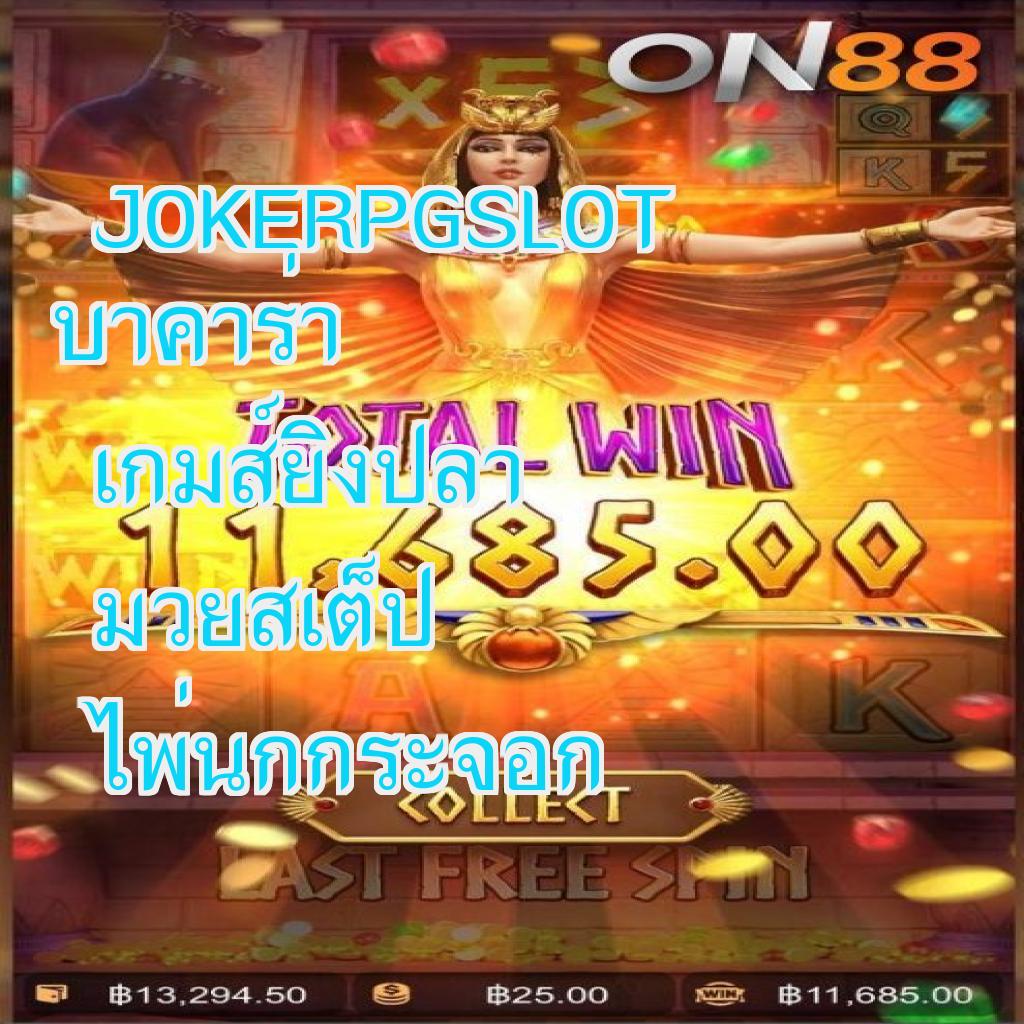 ON88
x53
Q
K 5
JOKERPGSLOT
บาคาร่า
TOTAL WIN
เกมส์ยิงปลา
11,685.00
มวยสเต็ป
A K
ไพ่นกกระจอก
COLLECT
LAST FREE SPIN
฿13,294.50 ฿25.00 WIN ฿11,685.00